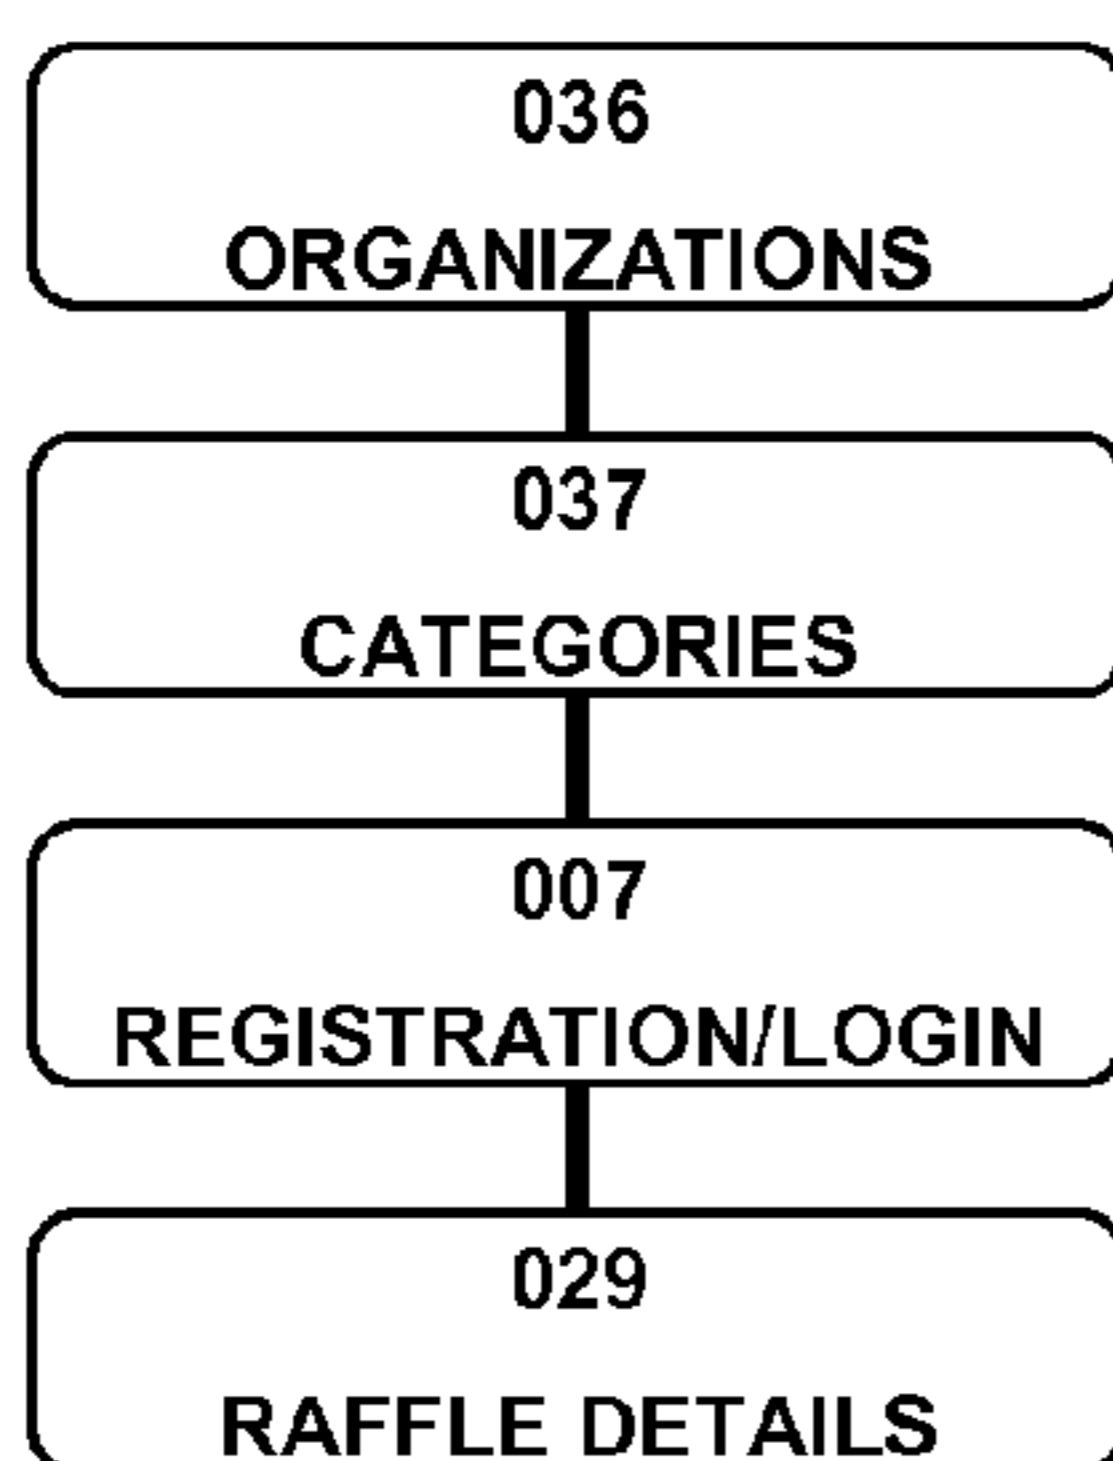 036
ORGANIZATIONS
037
CATEGORIES
007
REGISTRATION/LOGIN
029
RAFFLE DETAILS